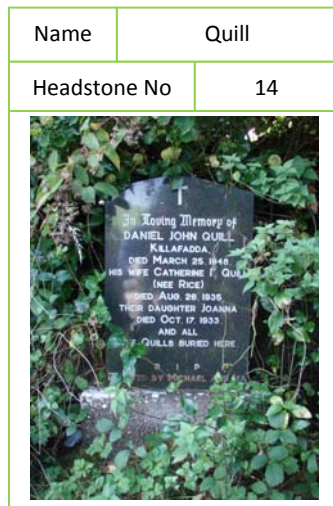 Name Quill
Headstone No 14
In Loving Memory of
DANIEL JOHN QUILL
KILLAFADDA
DIED MARCH 25, 1948
HIS WIFE CATHERINE F. QUILL
(NEE RICE)
DIED AUG. 28, 1935
THEIR DAUGHTER JOANNA
DIED OCT. 17, 1933
AND ALL
QUILLS BURIED HERE
R I P
BY MICHAEL